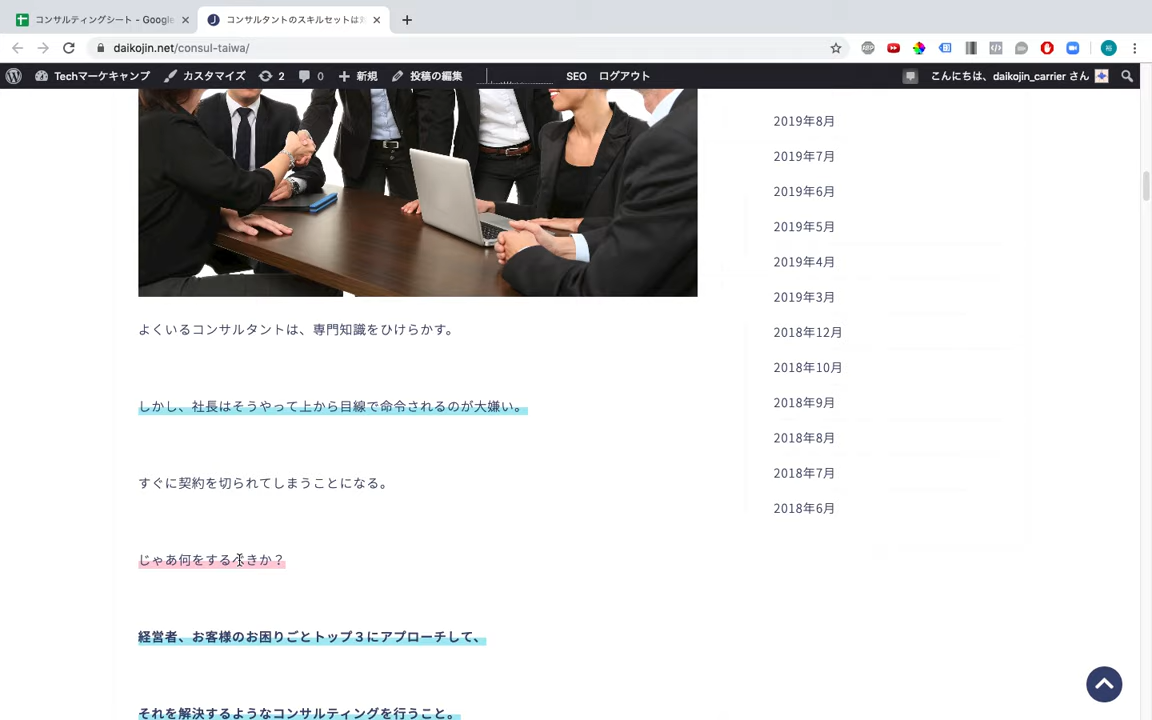 コンサルティングシート - Google
コンサルタントのスキルセットは
daikojin.net/consul-taiwa/
Techマーケキャンプ
カスタマイズ
2
0
新規
投稿の編集
SEO
ログアウト
こんにちは、daikojin_carrier さん
2019年8月
2019年7月
2019年6月
2019年5月
2019年4月
2019年3月
2018年12月
2018年10月
2018年9月
2018年8月
2018年7月
2018年6月
よくいるコンサルタントは、専門知識をひけらかす。
しかし、社長はそうやって上から目線で命令されるのが大嫌い。
すぐに契約を切られてしまうことになる。
じゃあ何をするべきか？
経営者、お客様のお困りごとトップ３にアプローチして、
それを解決するようなコンサルティングを行うこと。